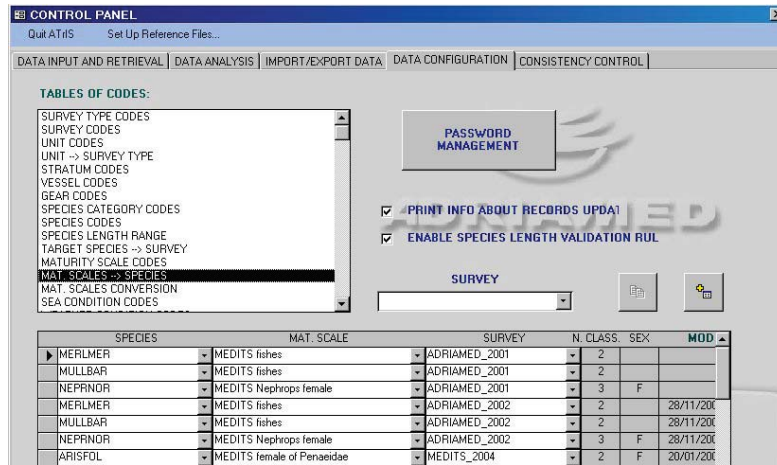 CONTROL PANEL
Quit ATrIS Set Up Reference Files...
DATA INPUT AND RETRIEVAL DATA ANALYSIS IMPORT/EXPORT DATA DATA CONFIGURATION CONSISTENCY CONTROL
TABLES OF CODES:
SURVEY TYPE CODES
SURVEY CODES
UNIT CODES
UNIT --> SURVEY TYPE
STRATUM CODES
VESSEL CODES
GEAR CODES
SPECIES CATEGORY CODES
SPECIES CODES
SPECIES LENGTH RANGE
TARGET SPECIES --> SURVEY
MATURITY SCALE CODES
MAT. SCALES --> SPECIES
MAT. SCALES CONVERSION
SEA CONDITION CODES
PASSWORD
MANAGEMENT
ADRIAMED
PRINT INFO ABOUT RECORDS UPDAT
ENABLE SPECIES LENGTH VALIDATION RUL
SURVEY
SPECIES MAT. SCALE SURVEY N. CLASS. SEX MOD
MERLMER MEDITS fishes ADRIAMED_2001 2
MULLBAR MEDITS fishes ADRIAMED_2001 2
NEPRNOR MEDITS Nephrops female ADRIAMED_2001 3 F
MERLMER MEDITS fishes ADRIAMED_2002 2 28/11/200
MULLBAR MEDITS fishes ADRIAMED_2002 2 28/11/200
NEPRNOR MEDITS Nephrops female ADRIAMED_2002 3 F 28/11/200
ARISFOL MEDITS female of Penaeidae MEDITS_2004 2 F 20/01/200